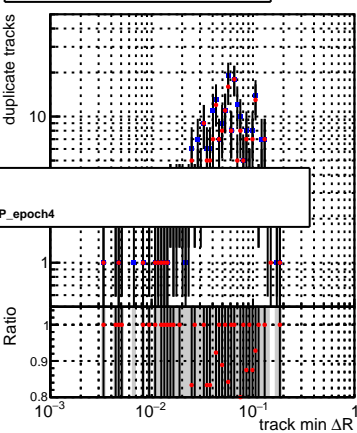 duplicate tracks
10
P_epoch4
1
Ratio
1
0.9
0.8
10⁻³ 10⁻² 10⁻¹ 1
track min ΔR